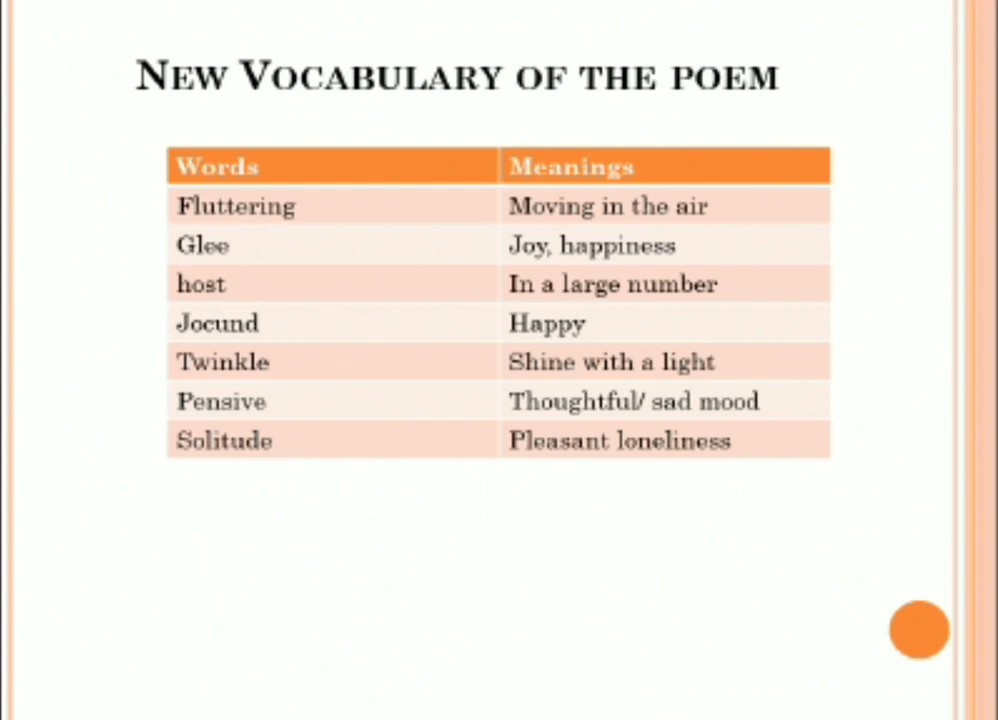 New Vocabulary of the poem
Words Meanings
Fluttering Moving in the air
Glee Joy, happiness
host In a large number
Jocund Happy
Twinkle Shine with a light
Pensive Thoughtful/ sad mood
Solitude Pleasant loneliness